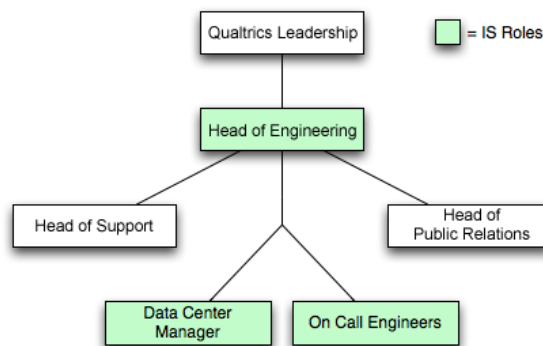 Qualtrics Leadership
= IS Roles
Head of Engineering
Head of Support
Head of
Public Relations
Data Center
Manager
On Call Engineers